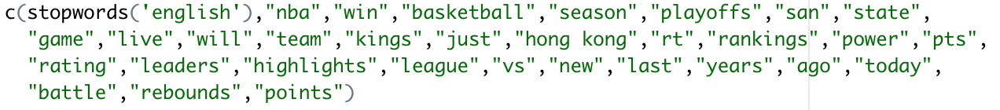 c(stopwords('english'),"nba","win","basketball","season","playoffs","san","state",
"game","live","will","team","kings","just","hong kong","rt","rankings","power","pts",
"rating","leaders","highlights","league","vs","new","last","years","ago","today",
"battle","rebounds","points")